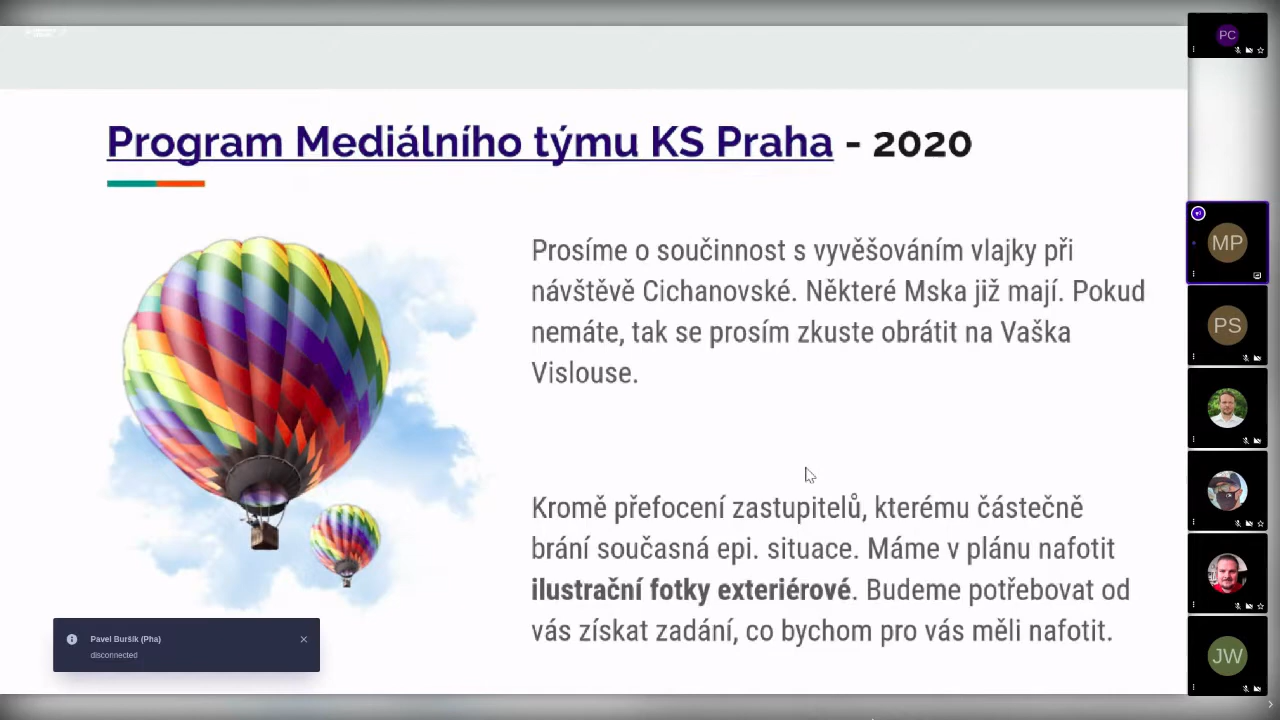 Program Mediálního týmu KS Praha - 2020
Prosíme o součinnost s vyvěšováním vlajky při
návštěvě Cichanovské. Některé Mska již mají. Pokud
nemáte, tak se prosím zkuste obrátit na Vaška
Vislouse.
Kromě přefocení zastupitelů, kterému částečně
brání současná epi. situace. Máme v plánu nafotit
ilustrační fotky exteriérové. Budeme potřebovat od
vás získat zadání, co bychom pro vás měli nafotit.
Pavel Buršík (Pha)
disconnected
PC
MP
PS
JW